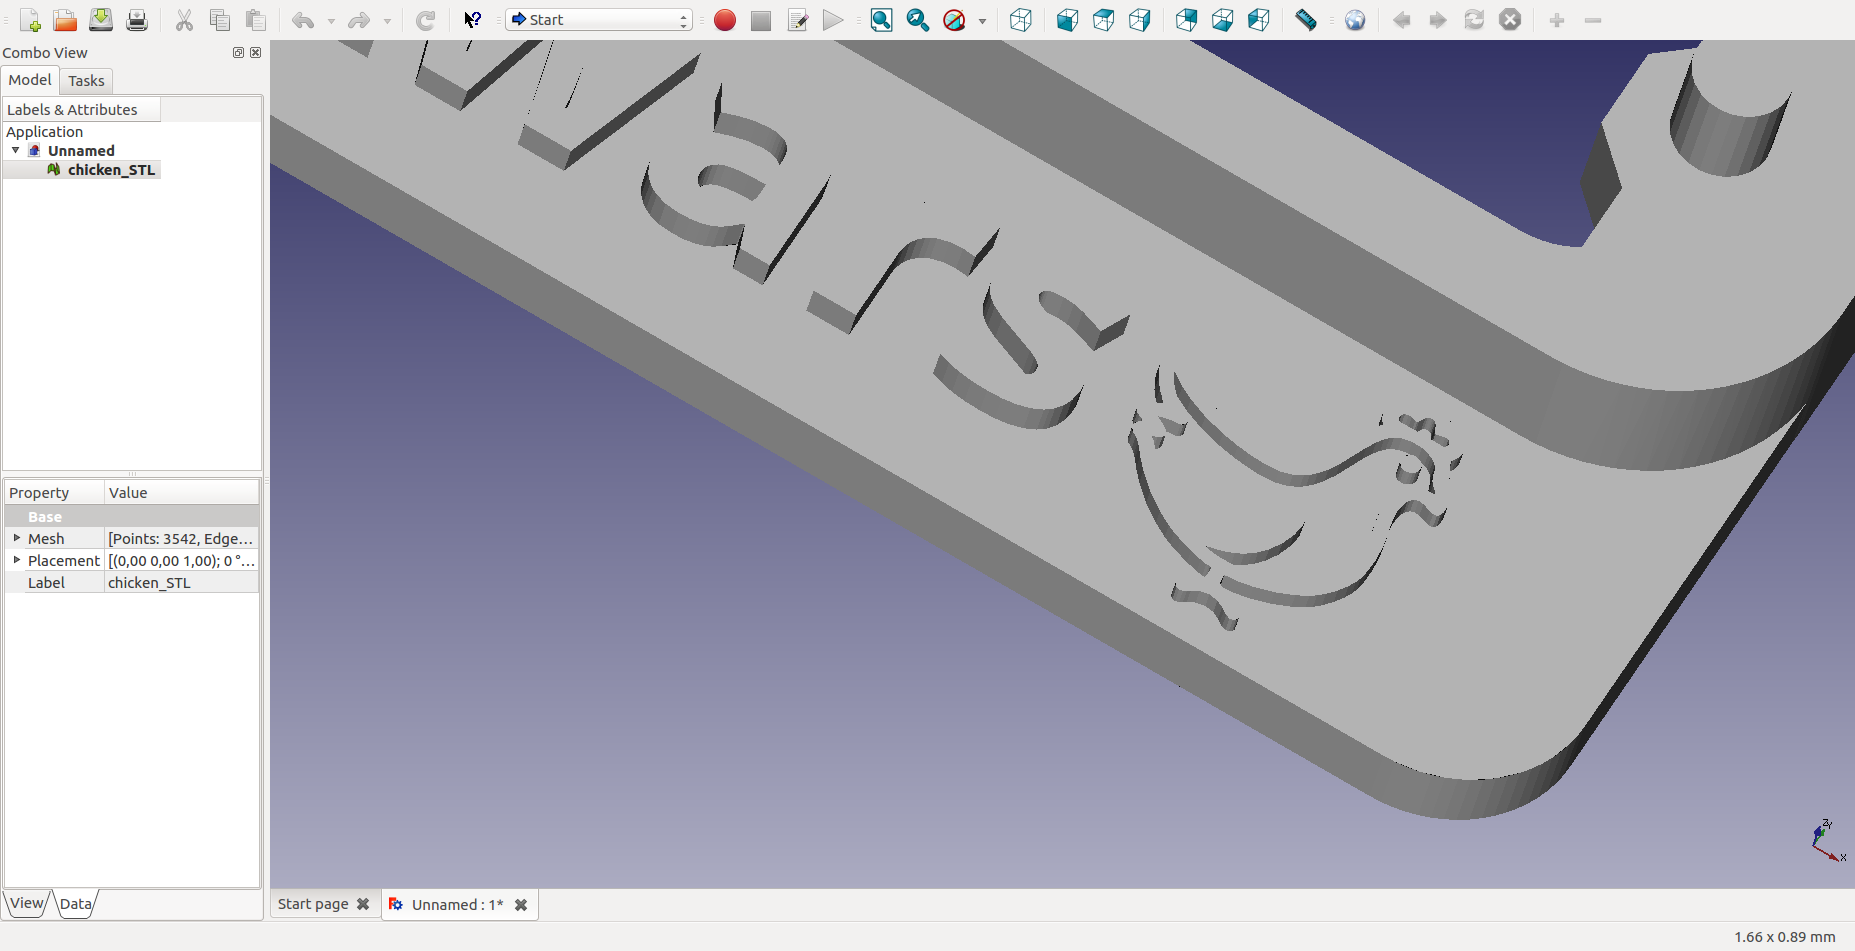 Start
Combo View
Model
Tasks
Labels & Attributes
Application
Unnamed
chicken_STL
Wars
Property
Value
Base
Mesh
[Points: 3542, Edge...
Placement
[(0,00 0,00 1,00); 0 °...
Label
chicken_STL
View
Data
Start page
Unnamed : 1*
Z
Y
X
1.66 x 0.89 mm